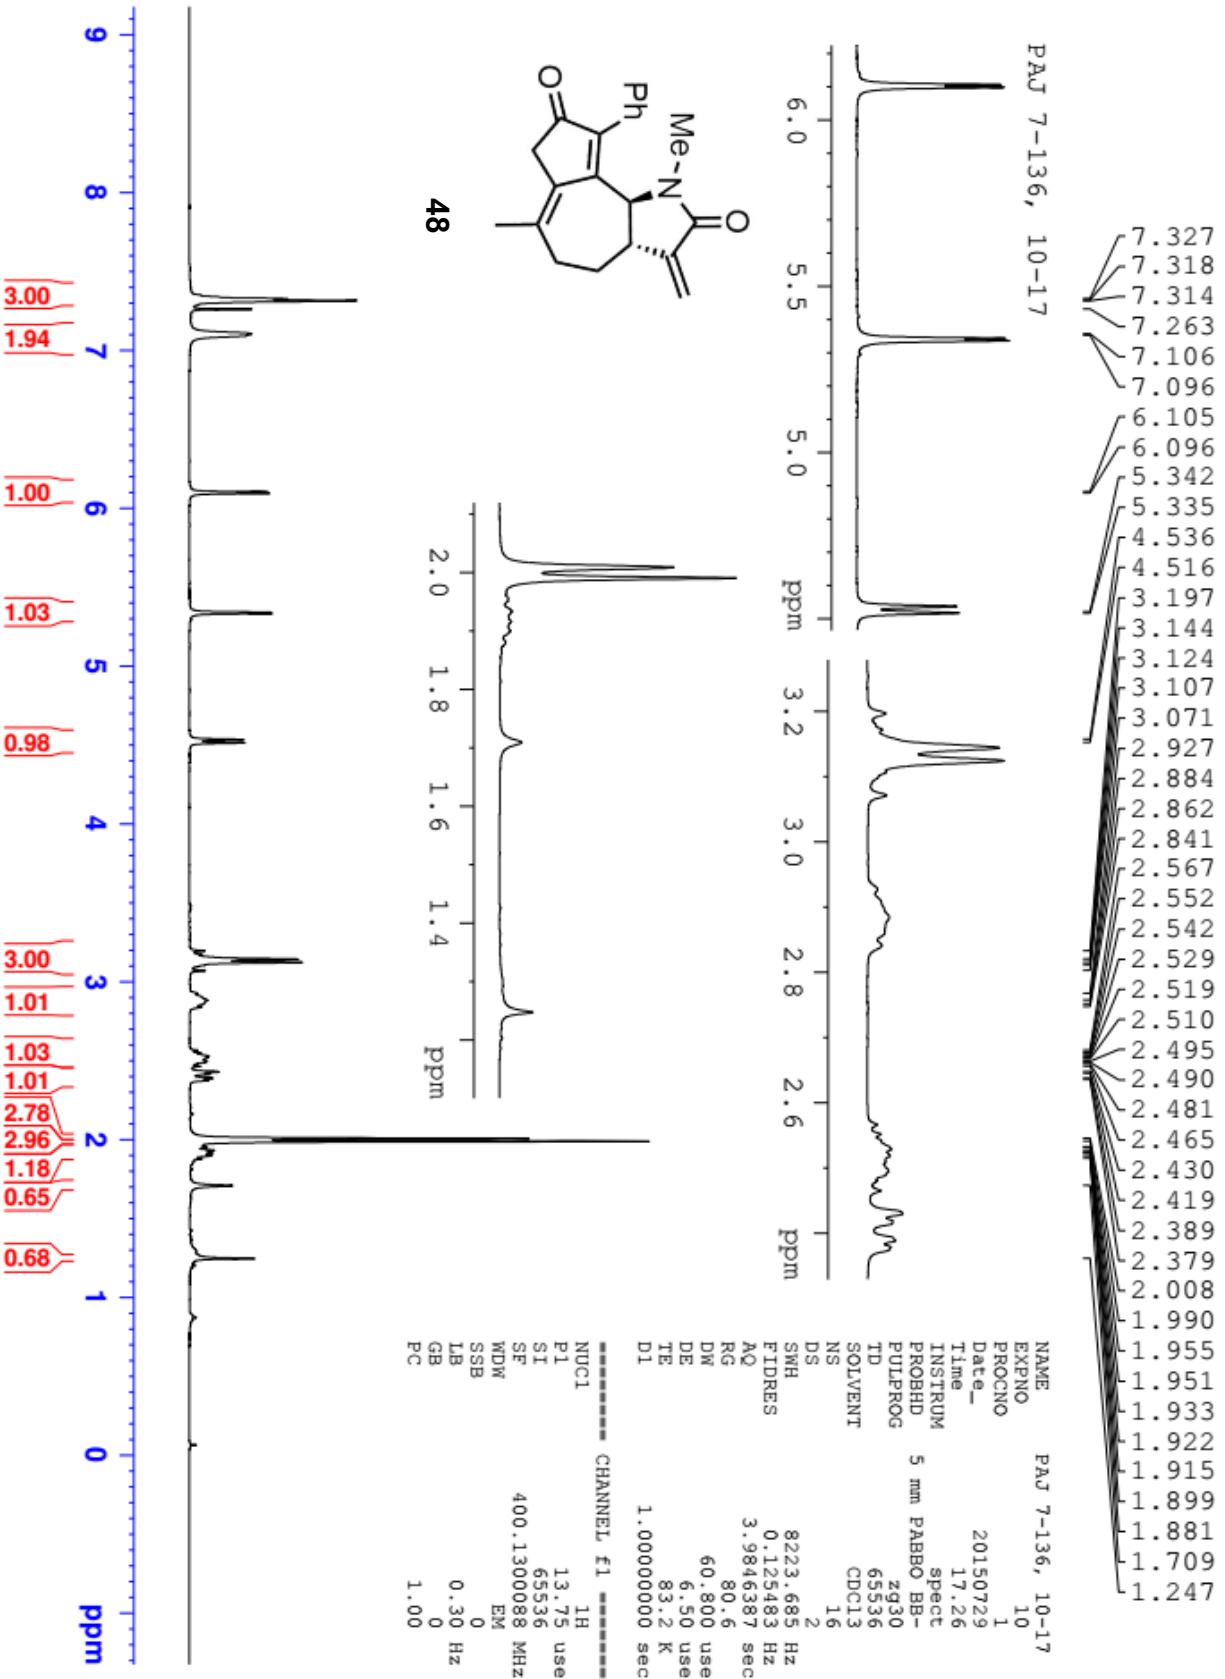 PAJ 7-136, 10-17
7.327
7.318
7.314
7.263
7.106
7.096
6.105
6.096
5.342
5.335
4.536
4.516
3.197
3.144
3.124
3.107
3.071
2.927
2.884
2.862
2.841
2.567
2.552
2.542
2.529
2.519
2.510
2.495
2.490
2.481
2.465
2.430
2.419
2.389
2.379
2.008
1.990
1.955
1.951
1.933
1.922
1.915
1.899
1.881
1.709
1.247
6.0 5.5 5.0 ppm
3.2 3.0 2.8 2.6 ppm
O
Me-N
Ph
O
48
2.0 1.8 1.6 1.4 ppm
NAME PAJ 7-136, 10-17
EXPNO 10
PROCNO 1
Date_ 20150729
Time 17.26
INSTRUM spect
PROBHD 5 mm PABBO BB-
PULPROG zg30
TD 65536
SOLVENT CDCl3
NS 16
DS 2
SWH 8223.685 Hz
FIDRES 0.125483 Hz
AQ 3.9846387 sec
RG 80.6
DW 60.800 use
DE 6.50 use
TE 83.2 K
D1 1.00000000 sec
======== CHANNEL f1 ========
NUC1 1H
P1 13.75 use
SI 65536
SF 400.1300088 MHz
WDW EM
SSB 0
LB 0.30 Hz
GB 0
PC 1.00
9 8 7 6 5 4 3 2 1 0 ppm
3.00
1.94
1.00
1.03
0.98
3.00
1.01
1.03
1.01
2.78
2.96
1.18
0.65
0.68